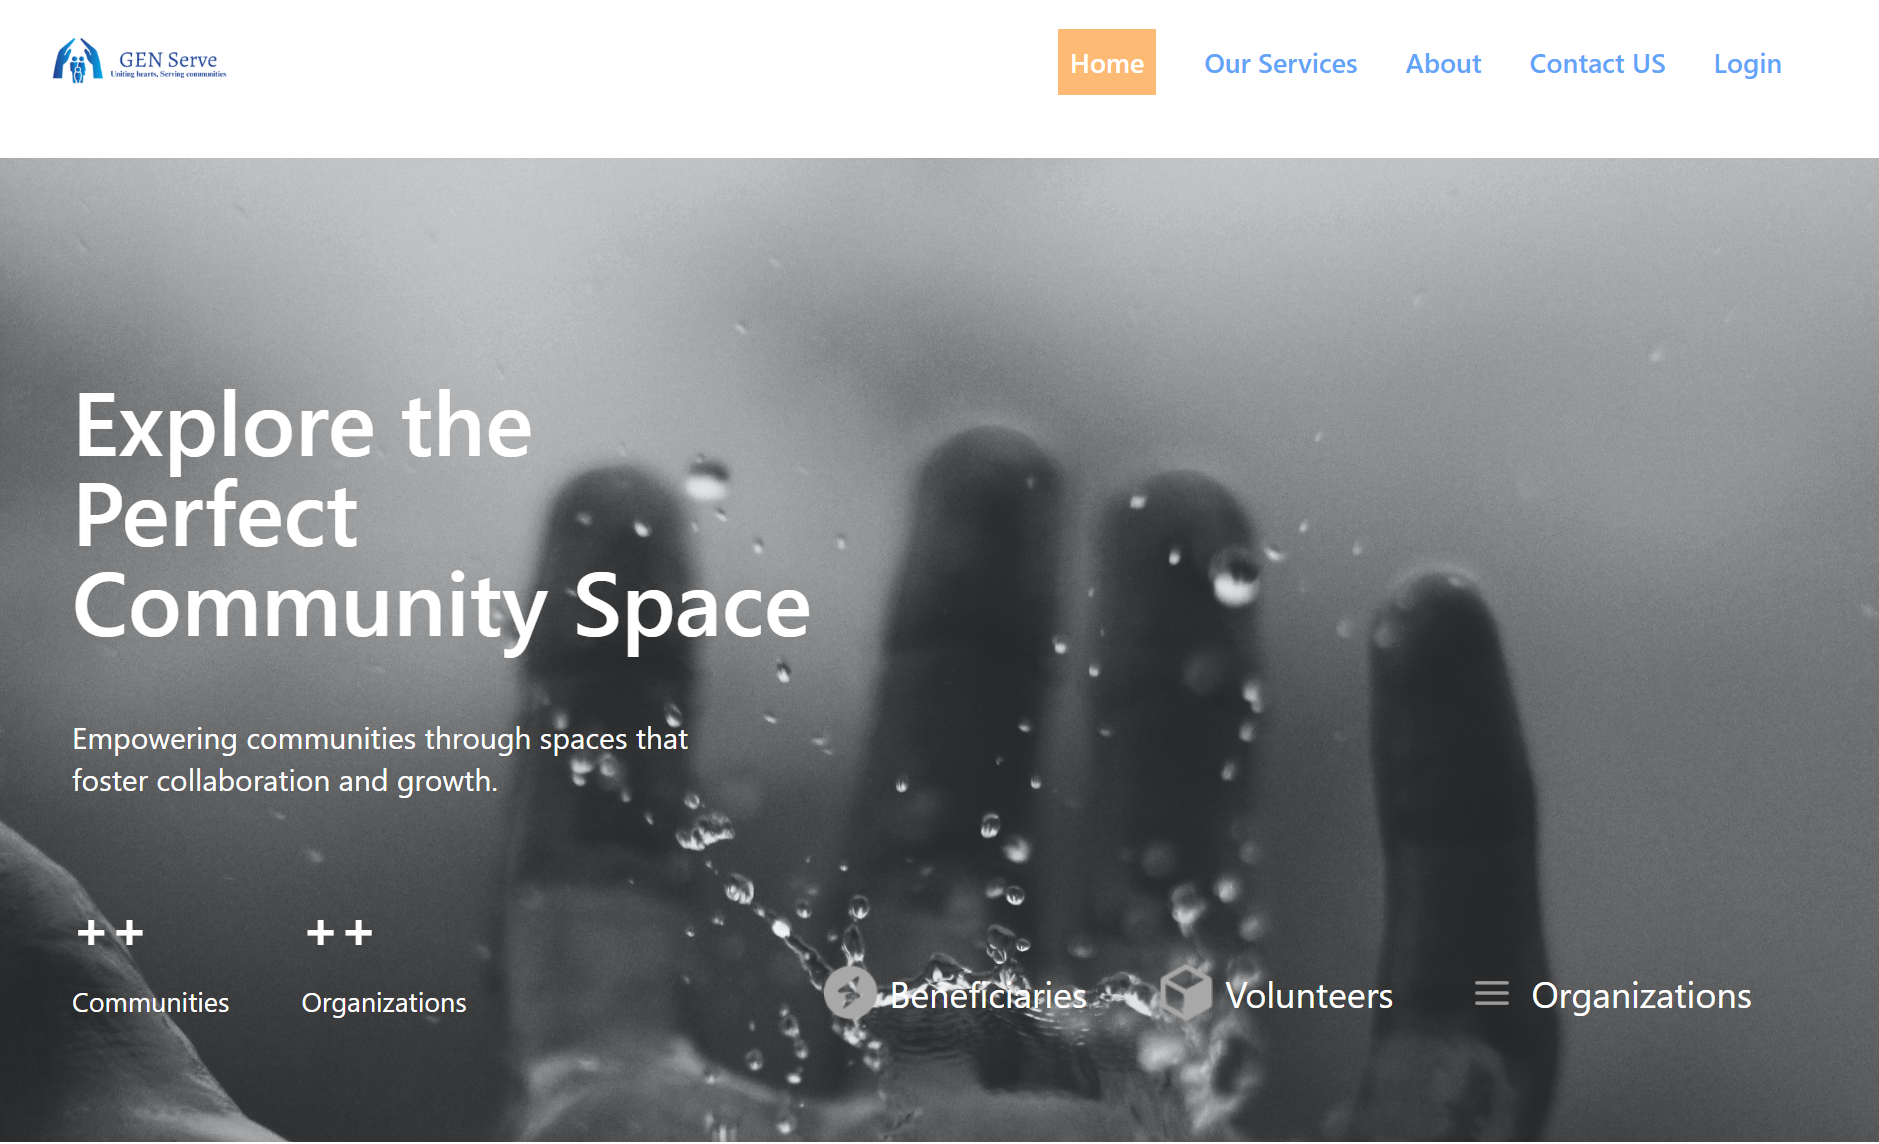 GEN Serve
Uniting hearts, Serving communities
Home
Our Services
About
Contact US
Login
Explore the
Perfect
Community Space
Empowering communities through spaces that
foster collaboration and growth.
++
++
Communities
Organizations
Beneficiaries
Volunteers
Organizations